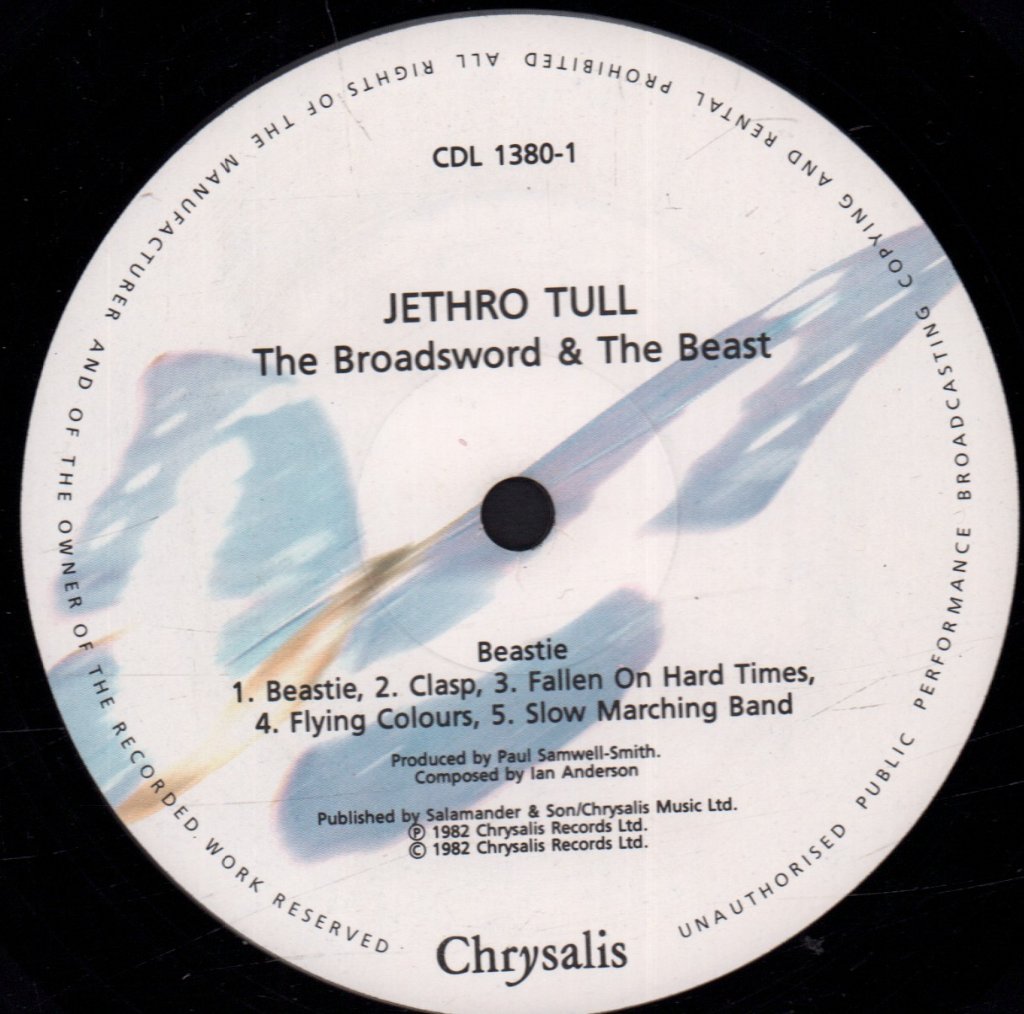 CDL 1380-1
JETHRO TULL
The Broadsword & The Beast
Beastie
1. Beastie, 2. Clasp, 3. Fallen On Hard Times,
4. Flying Colours, 5. Slow Marching Band
Produced by Paul Samwell-Smith.
Composed by Ian Anderson
Published by Salamander & Son/Chrysalis Music Ltd.
Ⓟ 1982 Chrysalis Records Ltd.
© 1982 Chrysalis Records Ltd.
Chrysalis
UNAUTHORISED PUBLIC PERFORMANCE BROADCASTING COPYING AND RENTAL PROHIBITED ALL RIGHTS OF THE MANUFACTURER AND OF THE OWNER OF THE RECORDED. WORK RESERVED